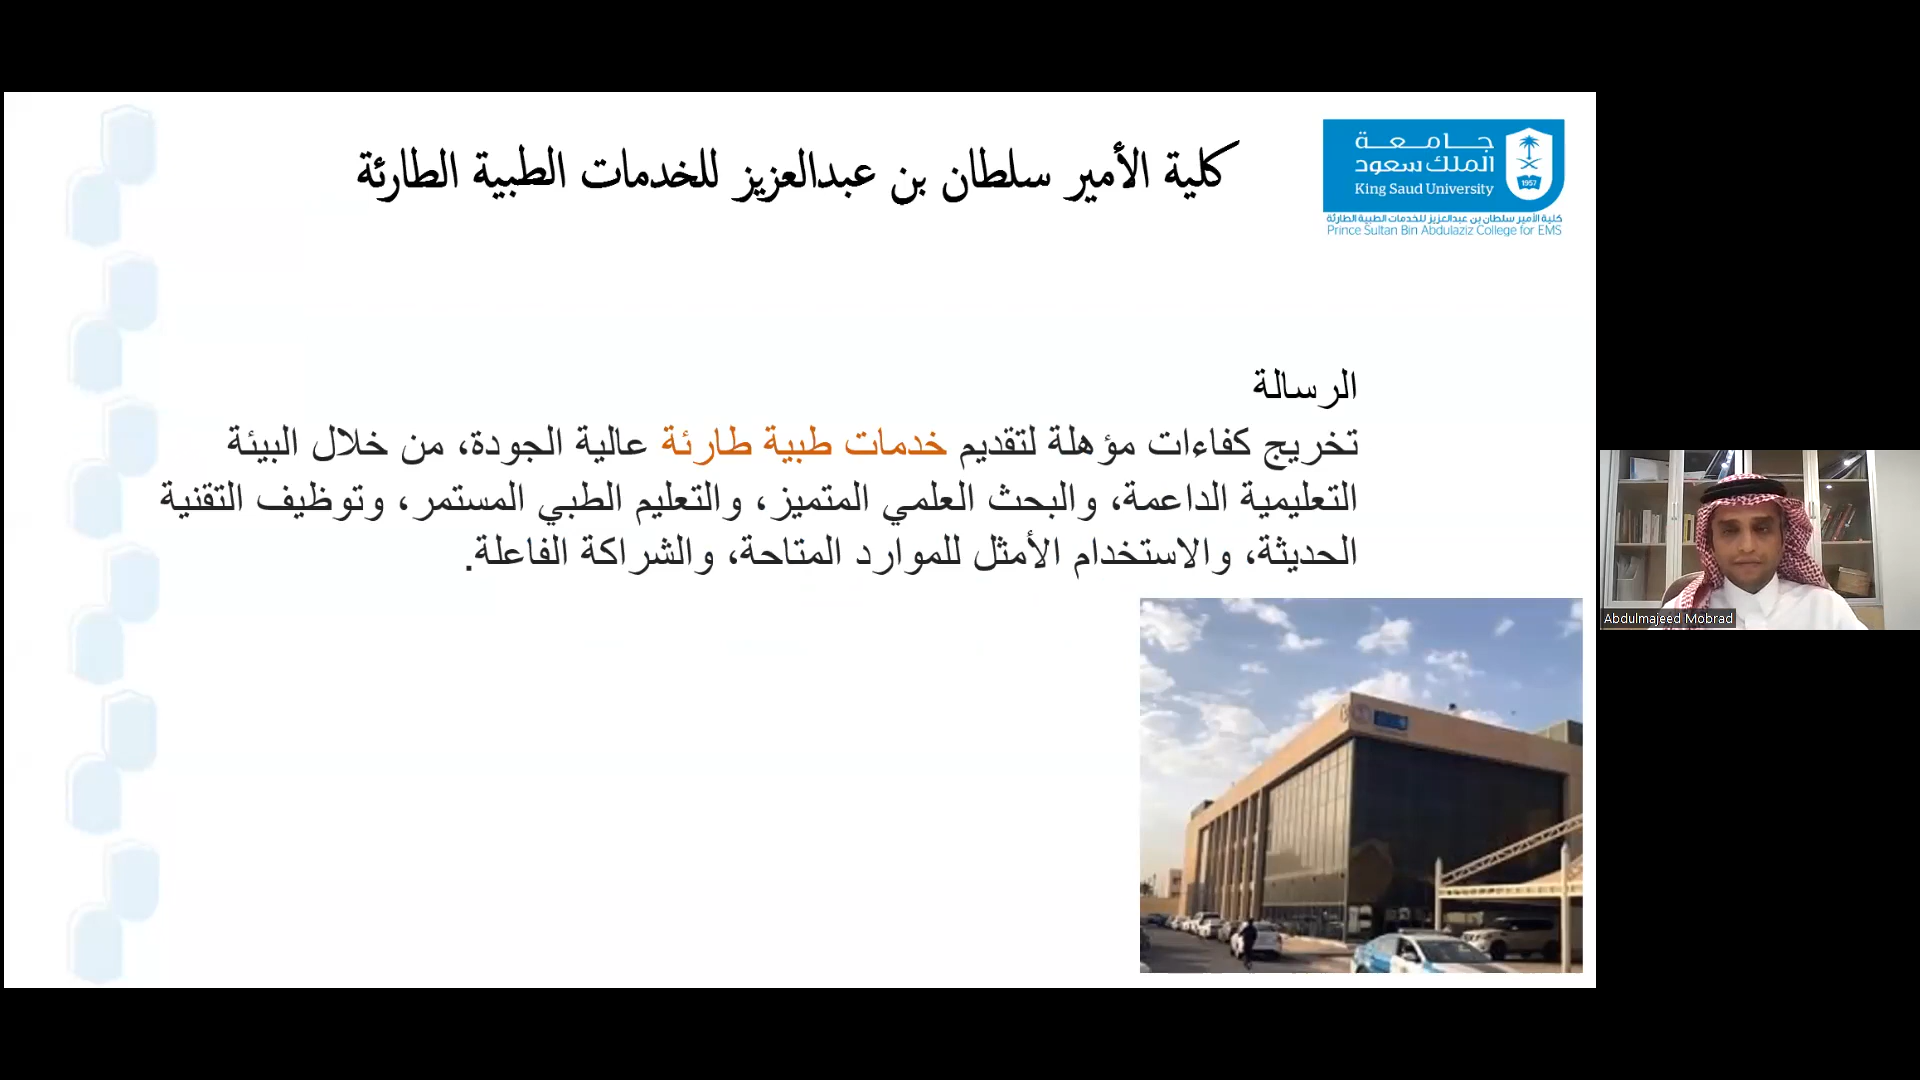 كلية الأمير سلطان بن عبدالعزيز للخدمات الطبية الطارئة
جامعة
الملك سعود
King Saud University
1957
كلية الأمير سلطان بن عبدالعزيز للخدمات الطبية الطارئة
Prince Sultan Bin Abdulaziz College for EMS
الرسالة
تخريج كفاءات مؤهلة لتقديم خدمات طبية طارئة عالية الجودة، من خلال البيئة
التعليمية الداعمة، والبحث العلمي المتميز، والتعليم الطبي المستمر، وتوظيف التقنية
الحديثة، والاستخدام الأمثل للموارد المتاحة، والشراكة الفاعلة.
Abdulmajeed Mobrad